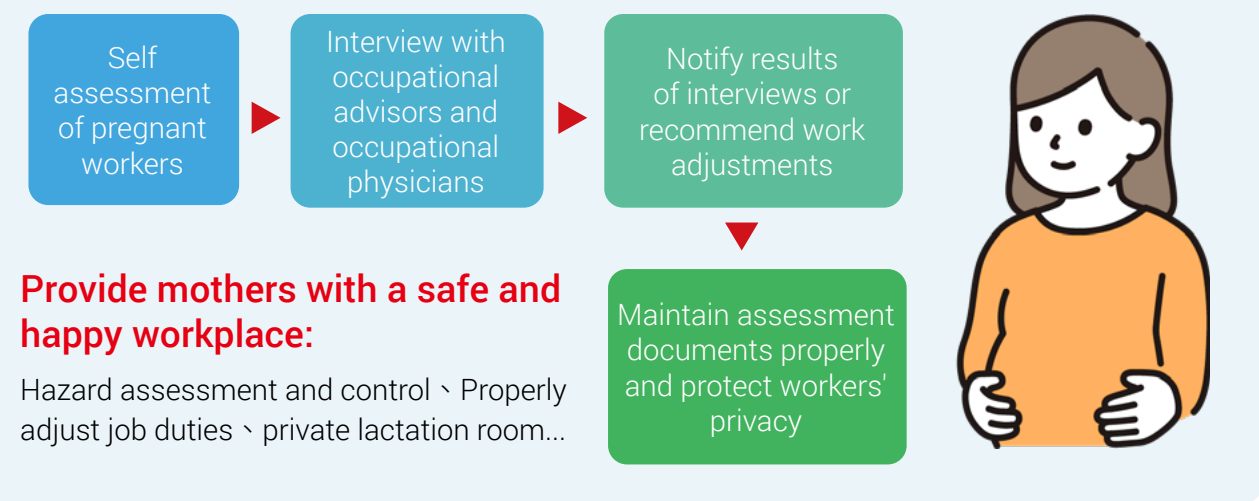 Self
assessment
of pregnant
workers
Interview with
occupational
advisors and
occupational
physicians
Notify results
of interviews or
recommend work
adjustments
Maintain assessment
documents properly
and protect workers'
privacy
Provide mothers with a safe and
happy workplace:
Hazard assessment and control、Properly
adjust job duties、private lactation room...